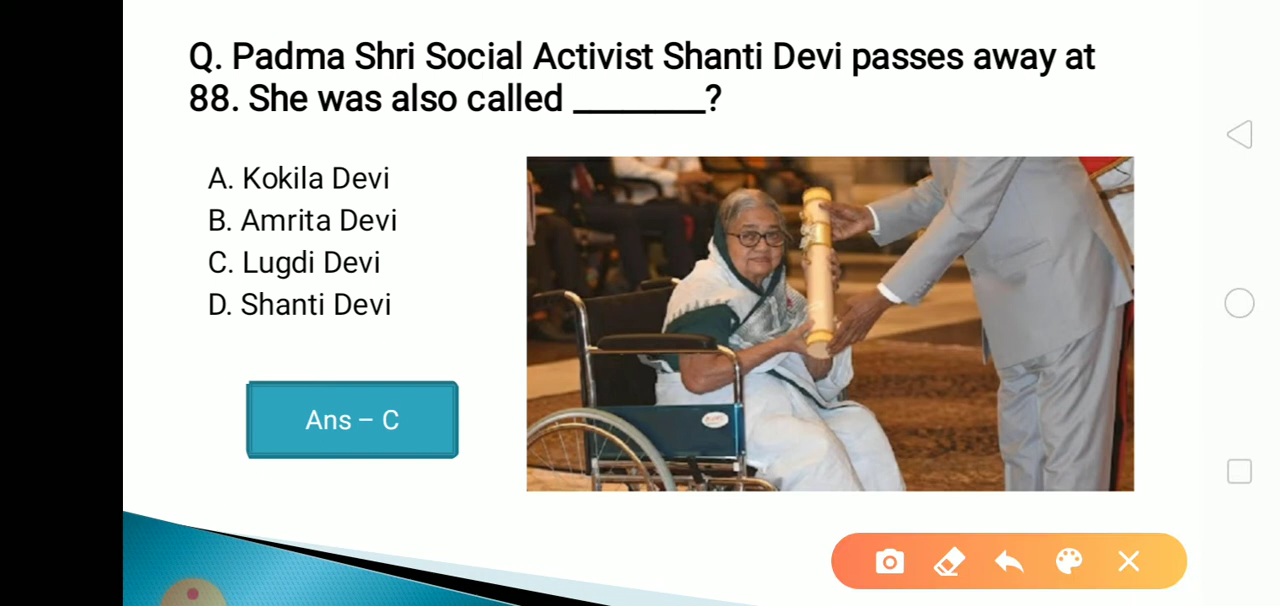 Q. Padma Shri Social Activist Shanti Devi passes away at
88. She was also called ________?
A. Kokila Devi
B. Amrita Devi
C. Lugdi Devi
D. Shanti Devi
Ans – C